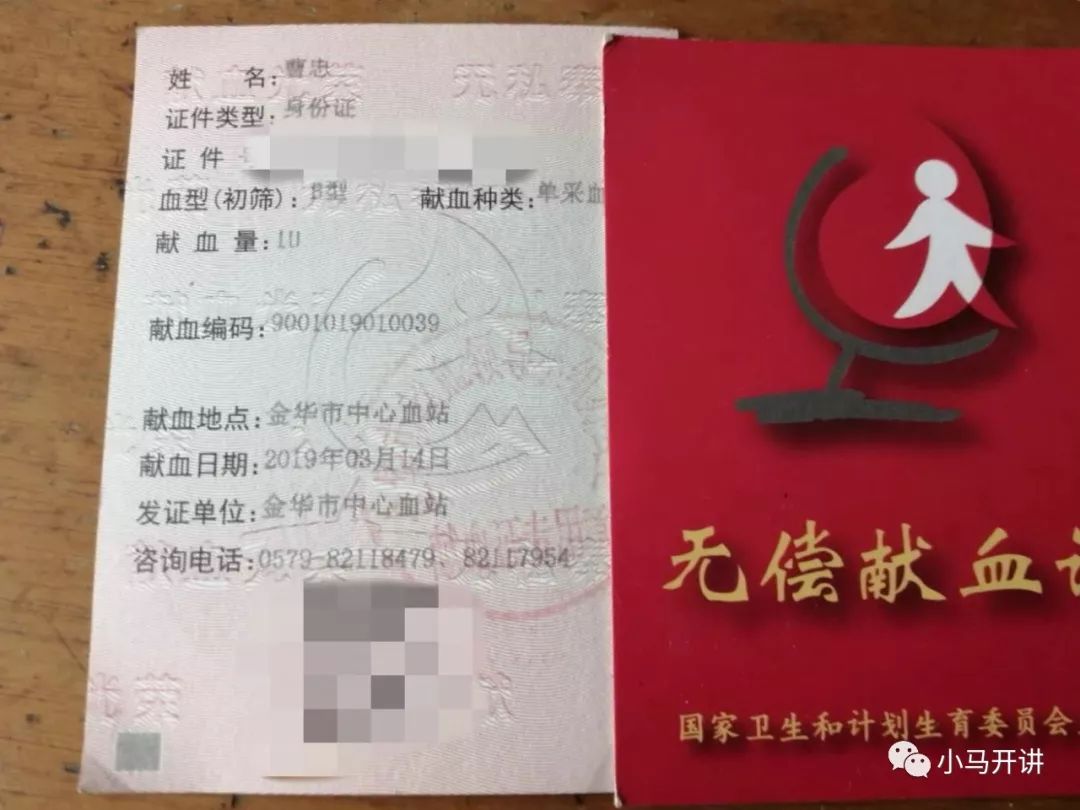 姓 名:曹忠
证件类型:身份证
证 件
血型(初筛): B型 献血种类:单采血
献 血 量:1U
献血编码:9001019010039
献血地点:金华市中心血站
献血日期:2019年03月14日
发证单位:金华市中心血站
咨询电话:0579-82118479、82117954
无偿献血
国家卫生和计划生育委员会
小马开讲